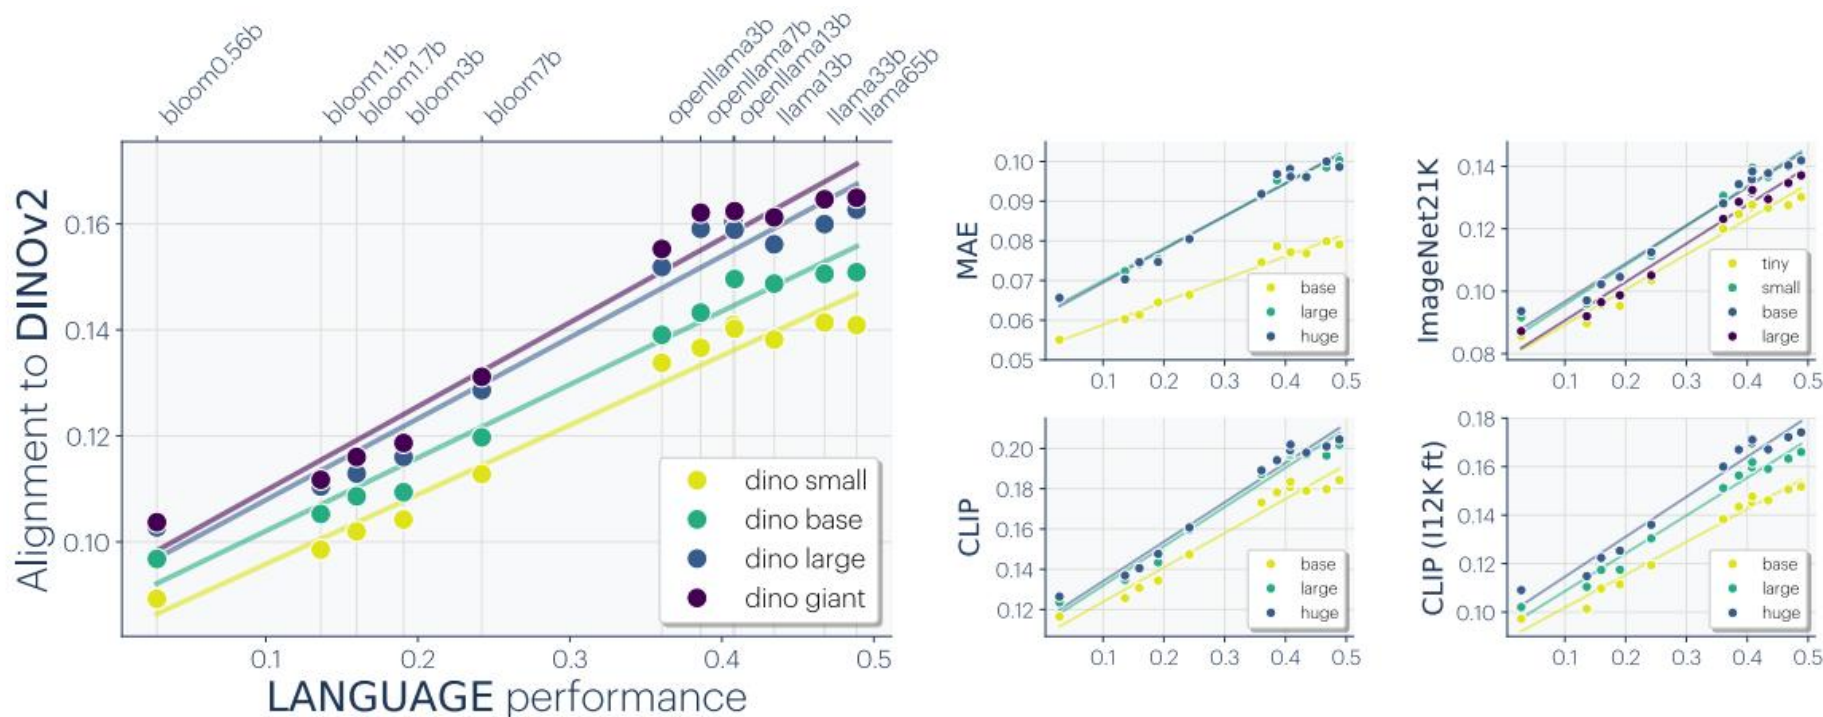 bloom0.56b
bloom1.1b
bloom1.7b
bloom3b
bloom7b
openllama3b
openllama7b
openllama13b
llama13b
llama33b
llama65b
Alignment to DINOv2
0.16
0.14
0.12
0.10
dino small
dino base
dino large
dino giant
0.1 0.2 0.3 0.4 0.5
LANGUAGE performance
MAE
0.10
0.09
0.08
0.07
0.06
0.05
base
large
huge
0.1 0.2 0.3 0.4 0.5
ImageNet21K
0.14
0.12
0.10
0.08
tiny
small
base
large
0.1 0.2 0.3 0.4 0.5
CLIP
0.20
0.18
0.16
0.14
0.12
base
large
huge
0.1 0.2 0.3 0.4 0.5
CLIP (I12K ft)
0.18
0.16
0.14
0.12
0.10
base
large
huge
0.1 0.2 0.3 0.4 0.5